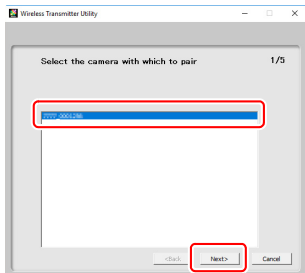 Wireless Transmitter Utility
Select the camera with which to pair 1/5
7777_0001286
<Back Next> Cancel